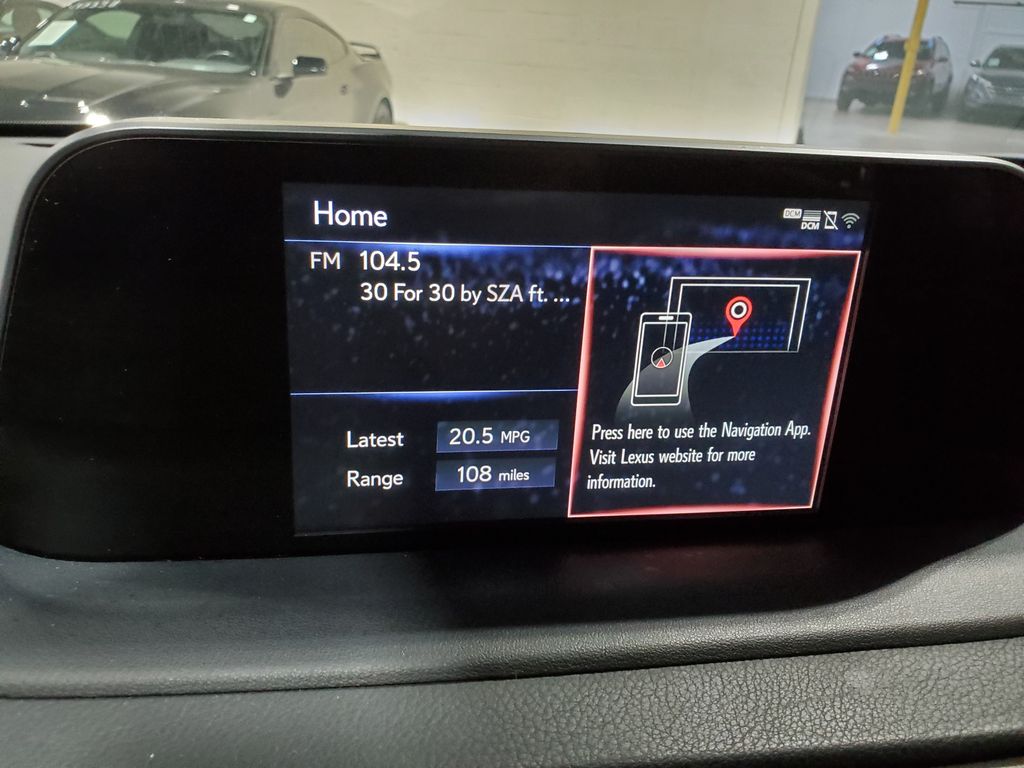 Home
DCM
DCM
FM 104.5
30 For 30 by SZA ft. ...
Latest 20.5 MPG
Range 108 miles
Press here to use the Navigation App.
Visit Lexus website for more
information.